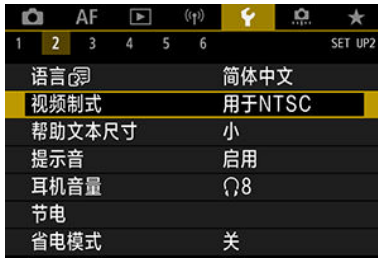 AF
1 2 3 4 5 6 SET UP2
语言 简体中文
视频制式 用于NTSC
帮助文本尺寸 小
提示音 启用
耳机音量 8
节电
省电模式 关